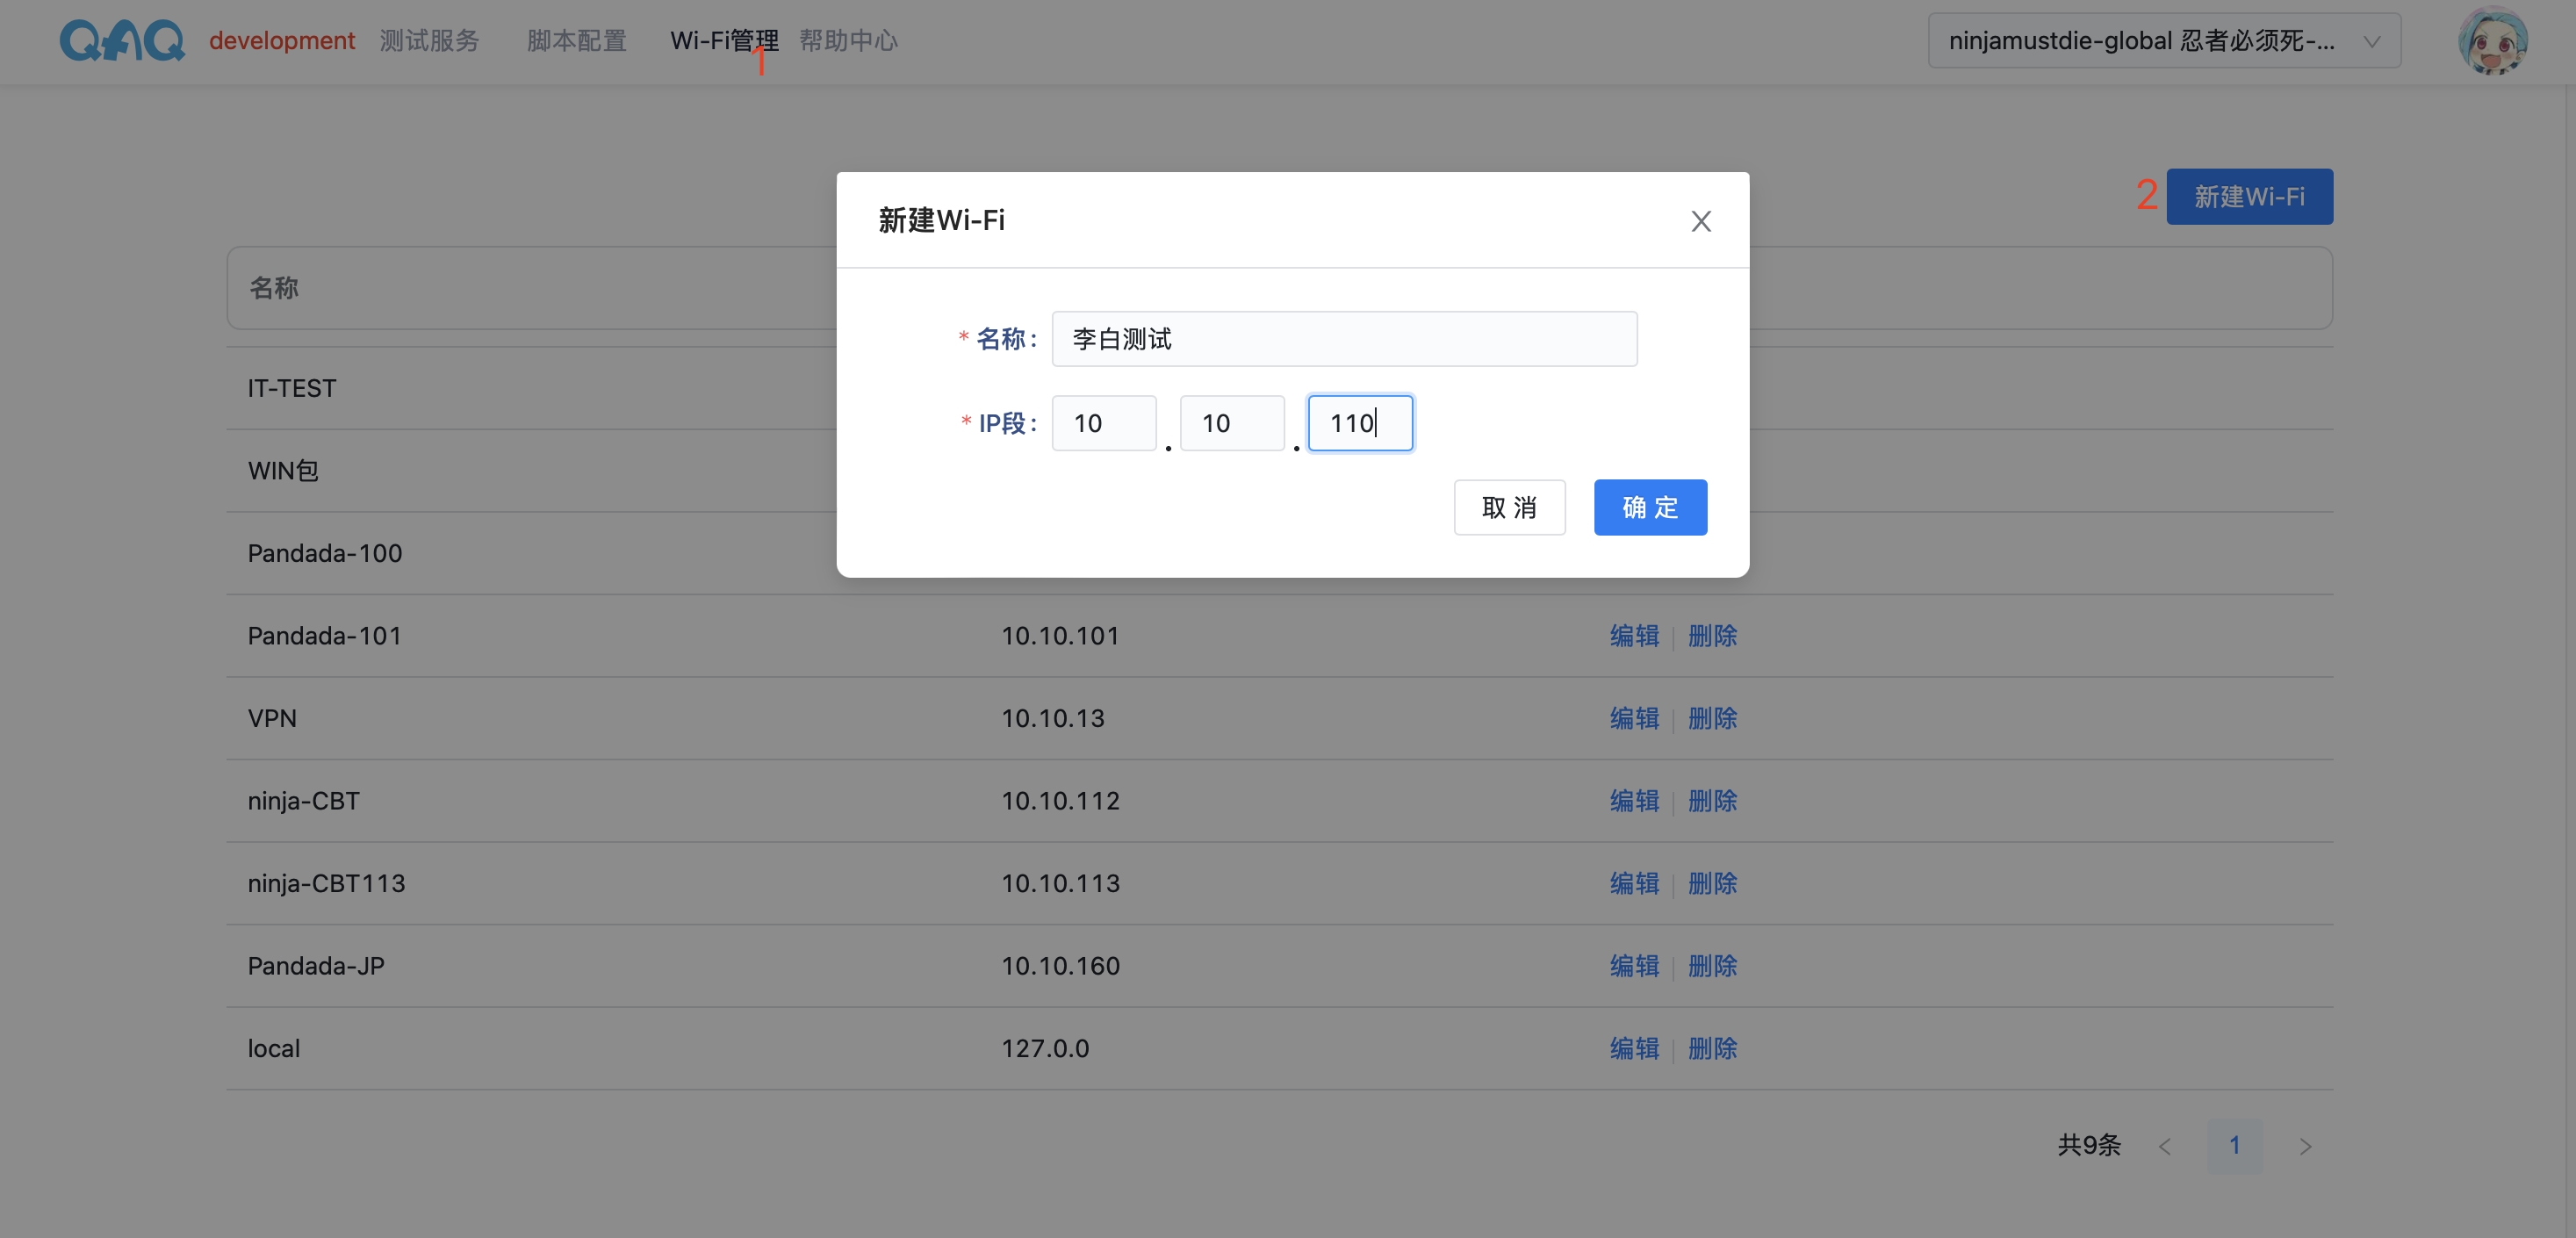 QAQ development 测试服务 脚本配置 Wi-Fi管理 帮助中心 ninjamustdie-global 忍者必须死-...
1
2 新建Wi-Fi
新建Wi-Fi
名称
* 名称: 李白测试
IT-TEST
* IP段: 10 . 10 . 110
WIN包
取 消 确 定
Pandada-100
Pandada-101 10.10.101 编辑 删除
VPN 10.10.13 编辑 删除
ninja-CBT 10.10.112 编辑 删除
ninja-CBT113 10.10.113 编辑 删除
Pandada-JP 10.10.160 编辑 删除
local 127.0.0 编辑 删除
共9条 < 1 >